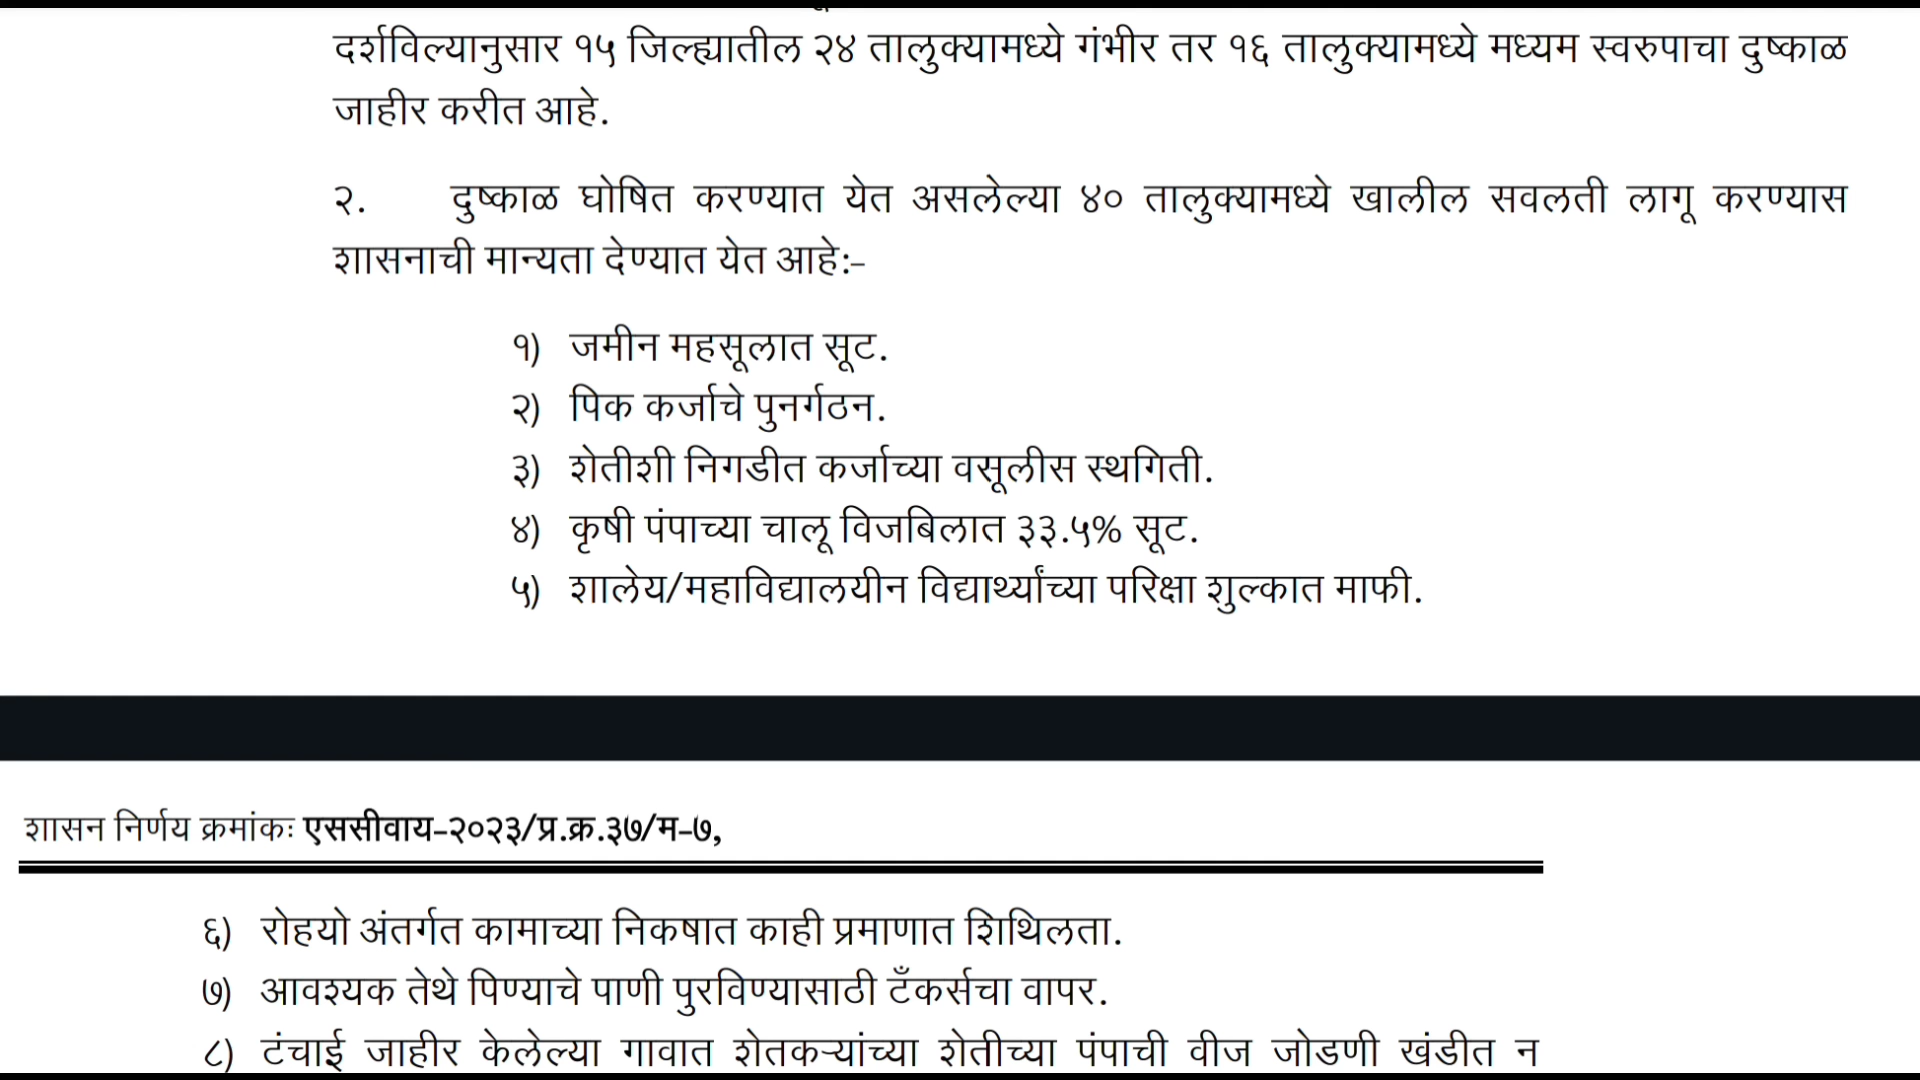 दर्शविल्यानुसार १५ जिल्ह्यातील २४ तालुक्यामध्ये गंभीर तर १६ तालुक्यामध्ये मध्यम स्वरुपाचा दुष्काळ
जाहीर करीत आहे.
२. दुष्काळ घोषित करण्यात येत असलेल्या ४० तालुक्यामध्ये खालील सवलती लागू करण्यास
शासनाची मान्यता देण्यात येत आहे:-
१) जमीन महसूलात सूट.
२) पिक कर्जाचे पुनर्गठन.
३) शेतीशी निगडीत कर्जाच्या वसूलीस स्थगिती.
४) कृषी पंपाच्या चालू विजबिलात ३३.५% सूट.
५) शालेय/महाविद्यालयीन विद्यार्थ्यांच्या परिक्षा शुल्कात माफी.
शासन निर्णय क्रमांकः एससीवाय-२०२३/प्र.क्र.३७/म-७,
६) रोहयो अंतर्गत कामाच्या निकषात काही प्रमाणात शिथिलता.
७) आवश्यक तेथे पिण्याचे पाणी पुरविण्यासाठी टँकर्सचा वापर.
८) टंचाई जाहीर केलेल्या गावात शेतकऱ्यांच्या शेतीच्या पंपाची वीज जोडणी खंडीत न